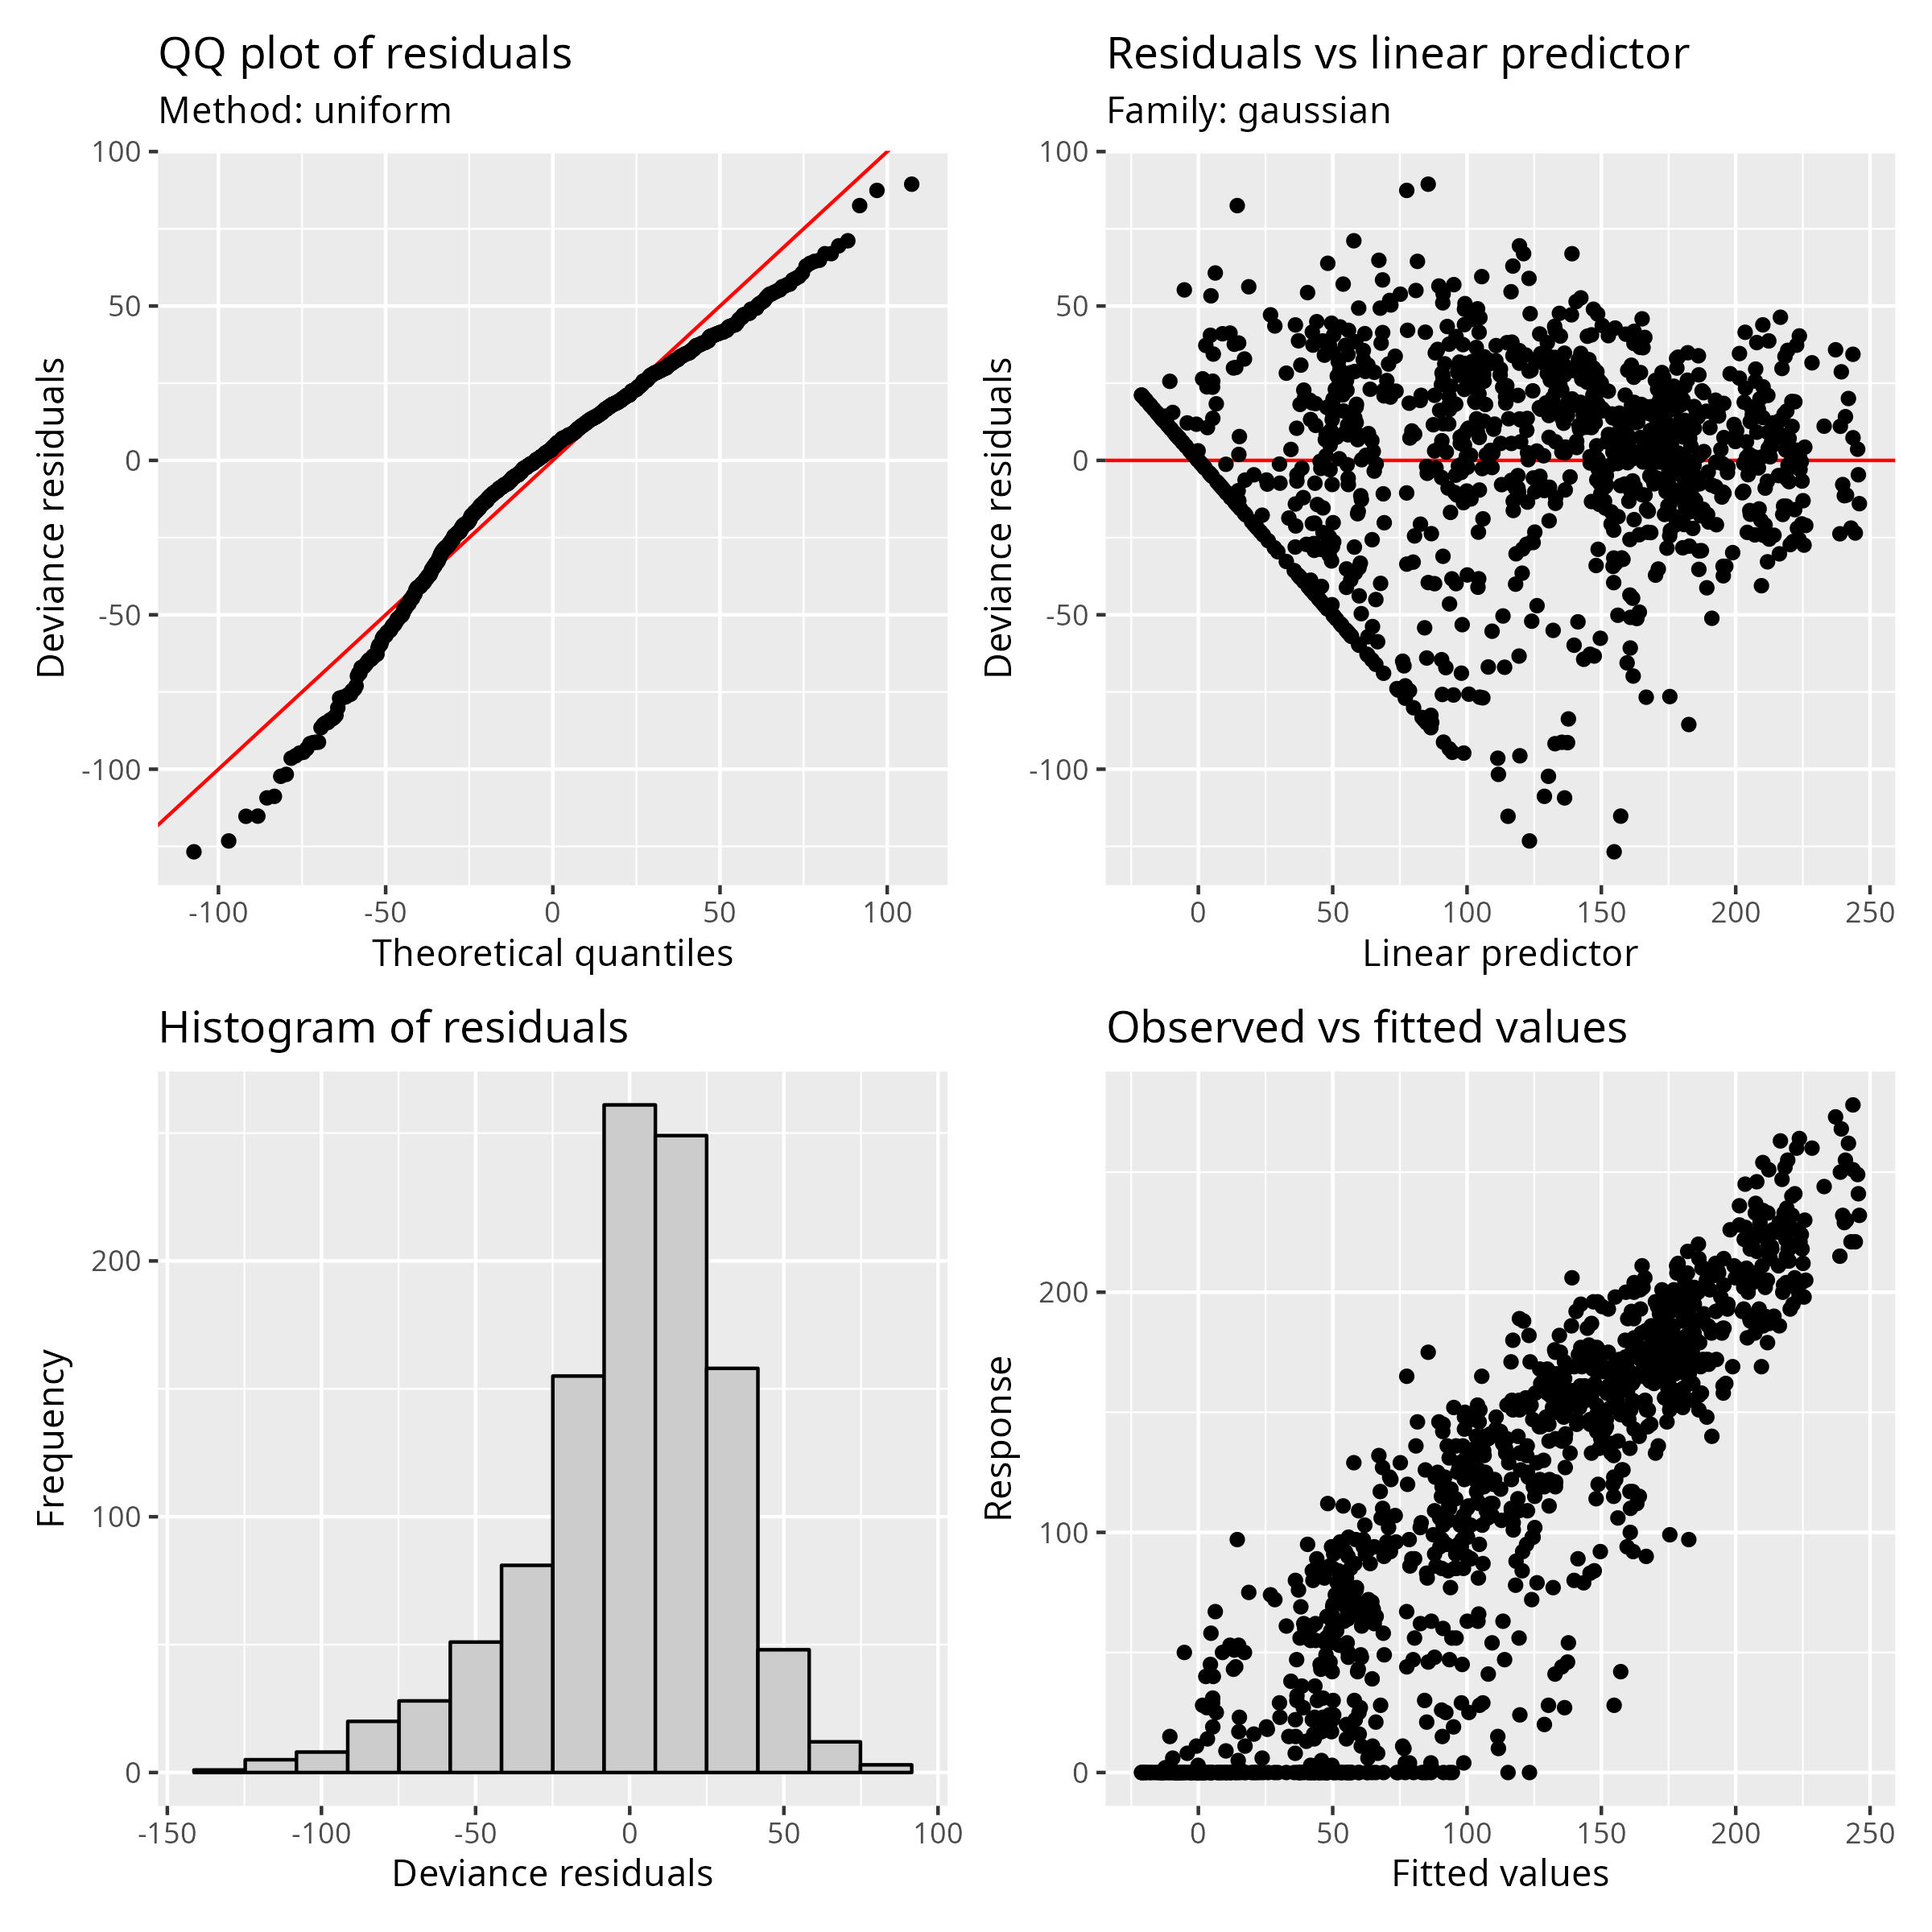 QQ plot of residuals
Method: uniform
100
50
0
-50
-100
Deviance residuals
-100 -50 0 50 100
Theoretical quantiles
Residuals vs linear predictor
Family: gaussian
100
50
0
-50
-100
Deviance residuals
0 50 100 150 200 250
Linear predictor
Histogram of residuals
200
100
0
Frequency
-150 -100 -50 0 50 100
Deviance residuals
Observed vs fitted values
200
100
0
Response
0 50 100 150 200 250
Fitted values